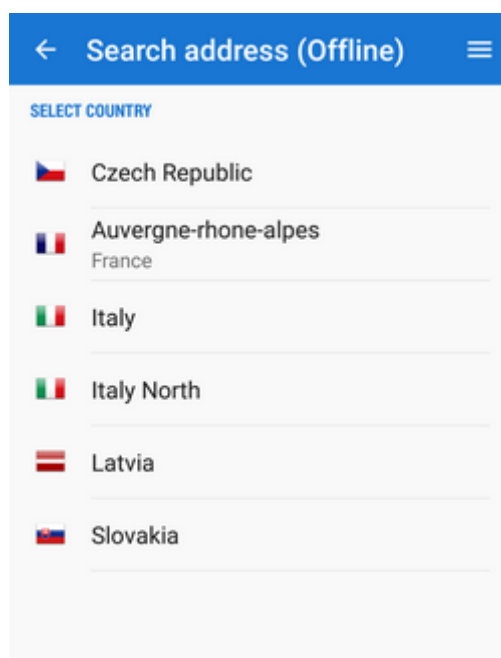 Search address (Offline)
SELECT COUNTRY
Czech Republic
Auvergne-rhone-alpes
France
Italy
Italy North
Latvia
Slovakia